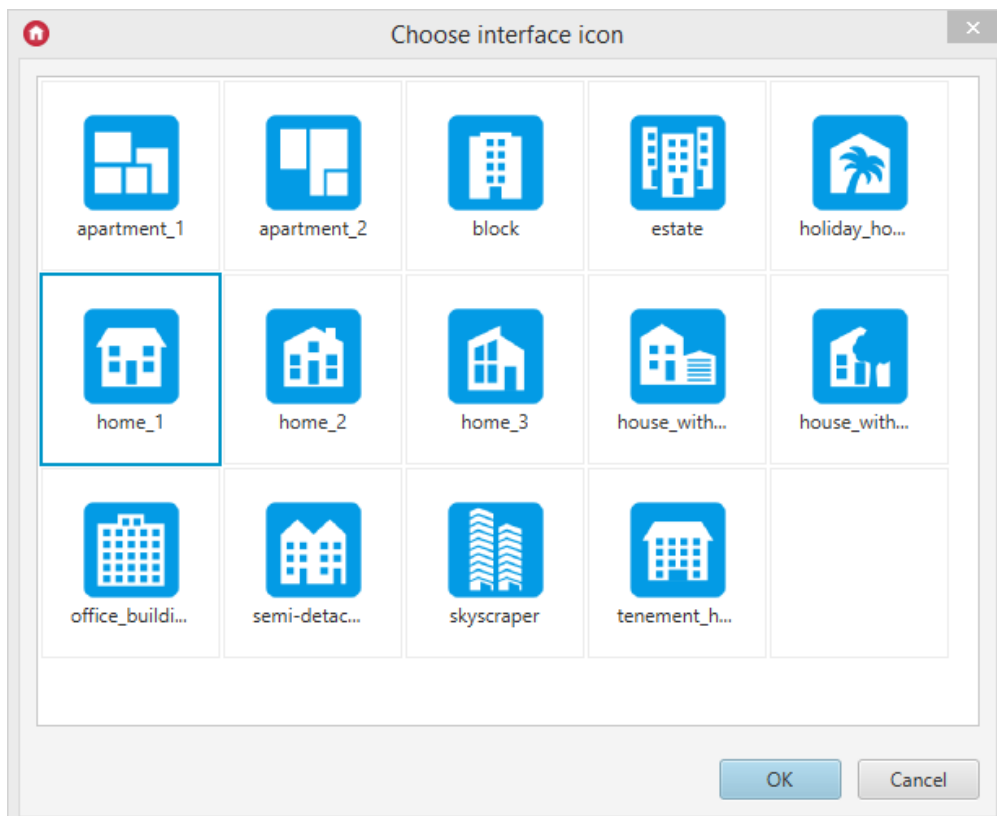 Choose interface icon
apartment_1
apartment_2
block
estate
holiday_ho...
home_1
home_2
home_3
house_with...
house_with...
office_buildi...
semi-detac...
skyscraper
tenement_h...
OK
Cancel